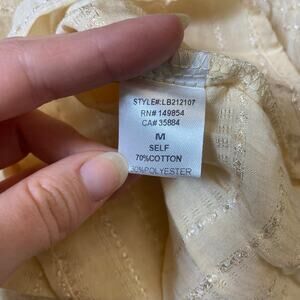 STYLE#:LB212107
RN# 149854
CA# 35884
M
SELF
70%COTTON
30%POLYESTER